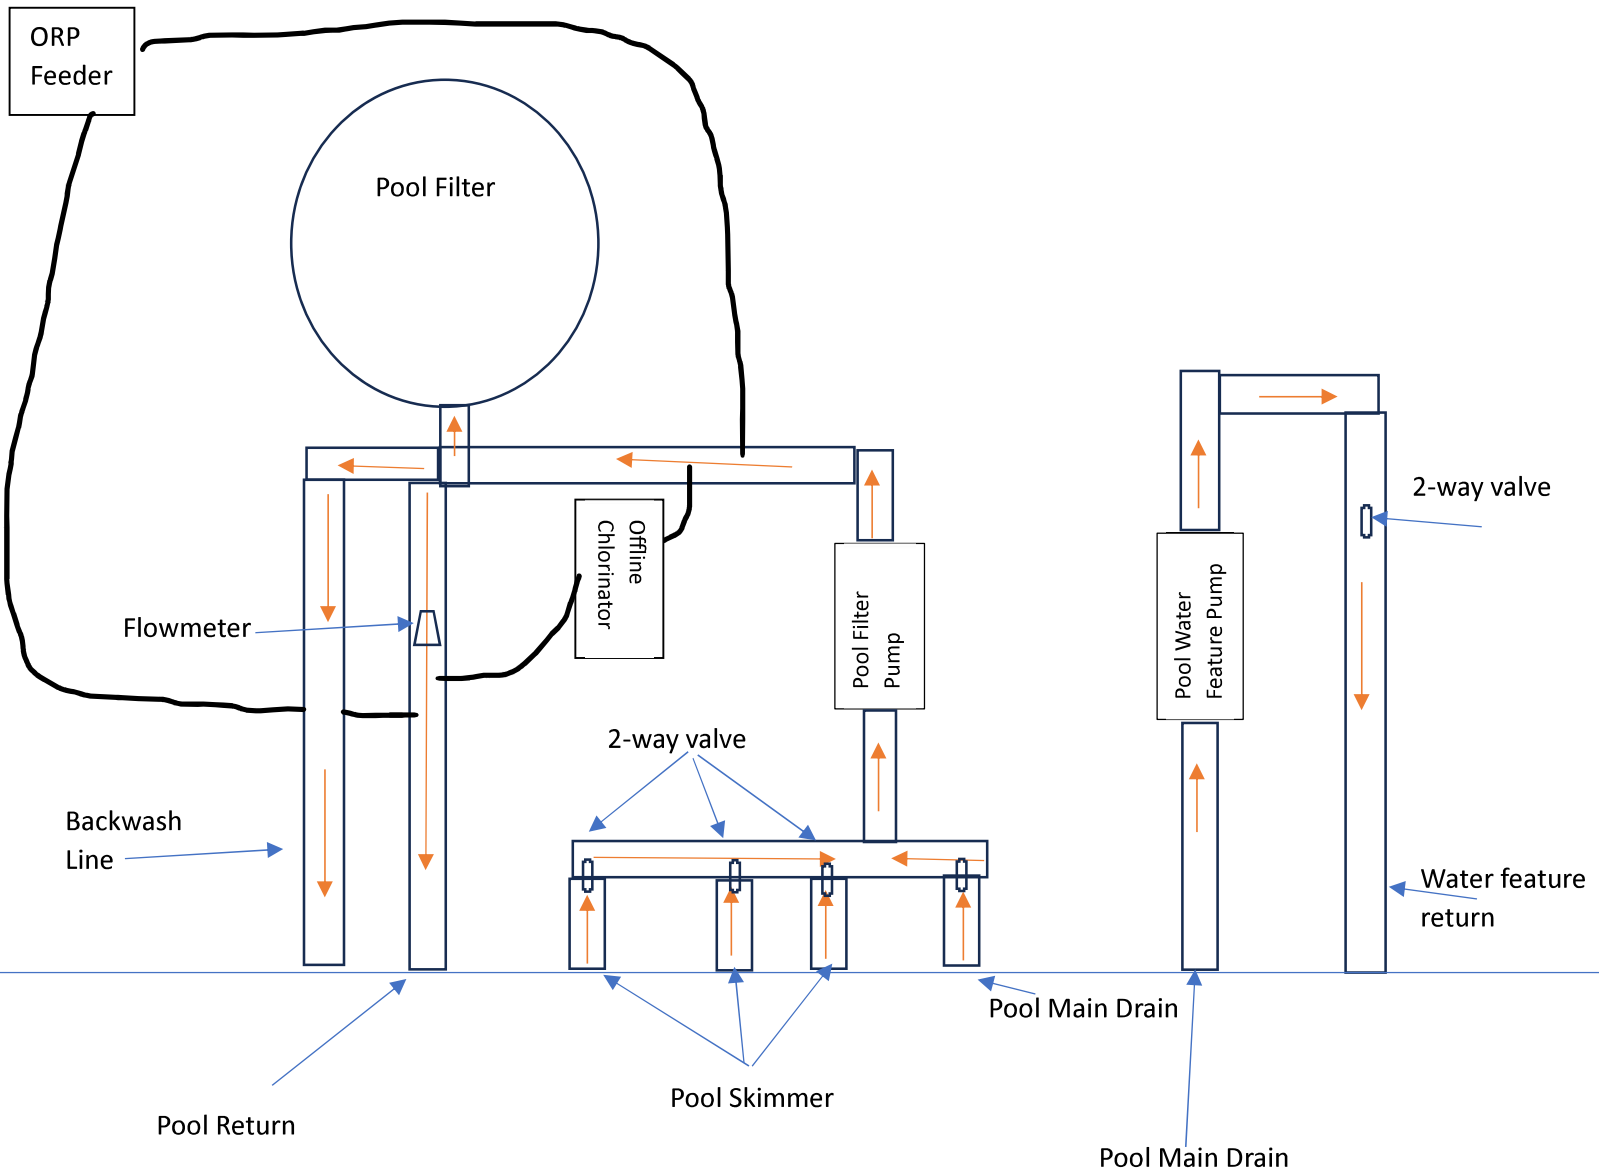 ORP
Feeder
Pool Filter
2-way valve
Offline
Chlorinator
Flowmeter
Pool Filter
Pump
Pool Water
Feature Pump
2-way valve
Backwash
Line
Water feature
return
Pool Main Drain
Pool Skimmer
Pool Return
Pool Main Drain